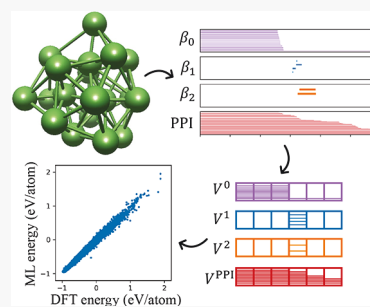 β₀
β₁
β₂
PPI
V⁰
V¹
V²
Vᴾᴾᴵ
ML energy (eV/atom)
2
1
0
−1
−1 0 1 2
DFT energy (eV/atom)